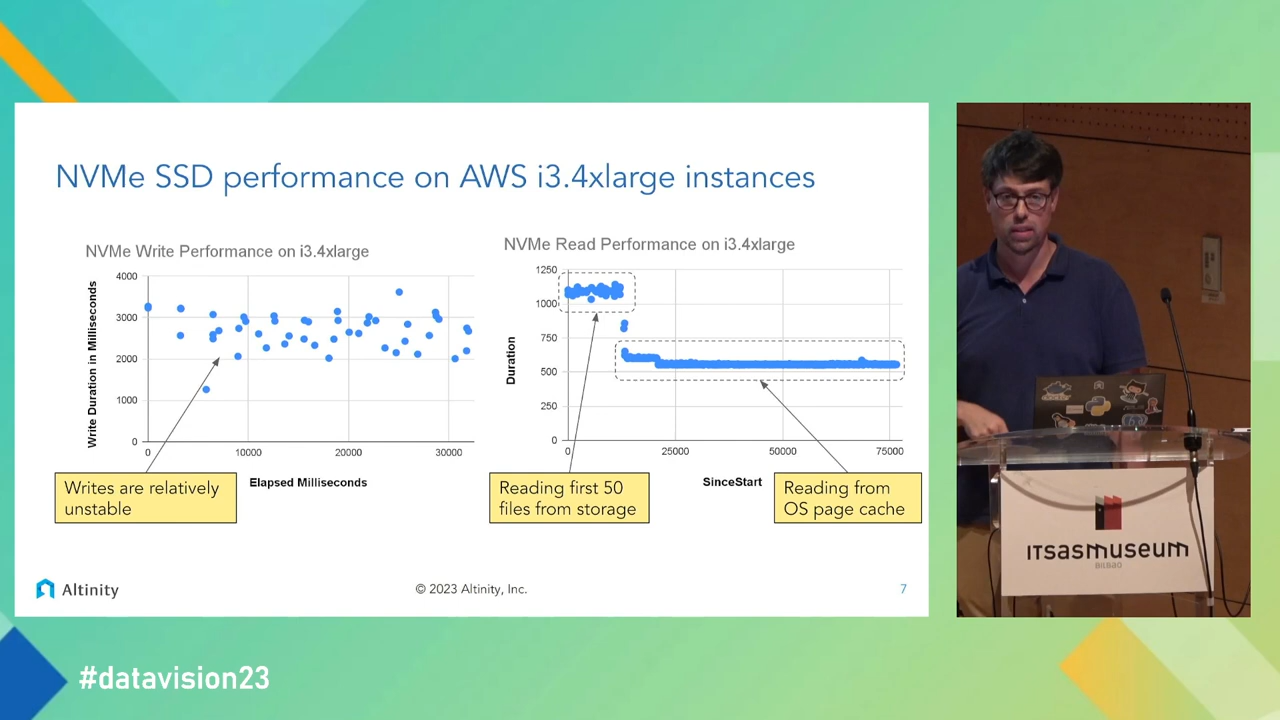 NVMe SSD performance on AWS i3.4xlarge instances
NVMe Write Performance on i3.4xlarge
Write Duration in Milliseconds
4000
3000
2000
1000
0
0
10000
20000
30000
Elapsed Milliseconds
Writes are relatively
unstable
NVMe Read Performance on i3.4xlarge
Duration
1250
1000
750
500
250
0
0
25000
50000
75000
SinceStart
Reading first 50
files from storage
Reading from
OS page cache
Altinity
© 2023 Altinity, Inc.
7
ITSASMUSEUM
BILBAO
#datavision23